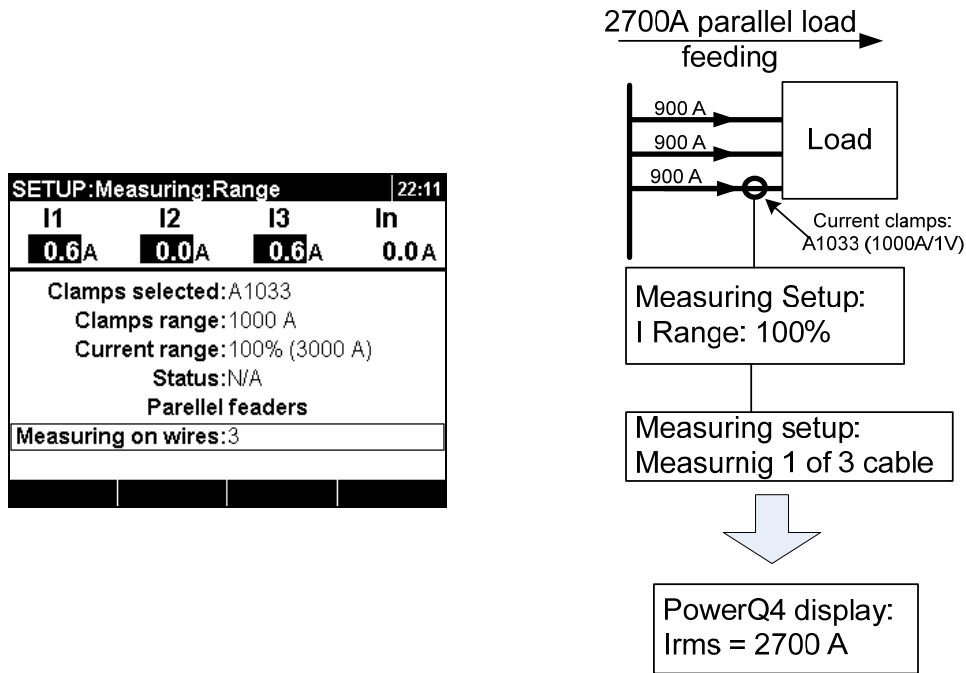 SETUP:Measuring:Range 22:11
I1 I2 I3 In
0.6A 0.0A 0.6A 0.0A
Clamps selected:A1033
Clamps range:1000 A
Current range:100% (3000 A)
Status:N/A
Parellel feaders
Measuring on wires:3
2700A parallel load
feeding
900 A
900 A
900 A
Load
Current clamps:
A1033 (1000A/1V)
Measuring Setup:
I Range: 100%
Measuring setup:
Measurnig 1 of 3 cable
PowerQ4 display:
Irms = 2700 A